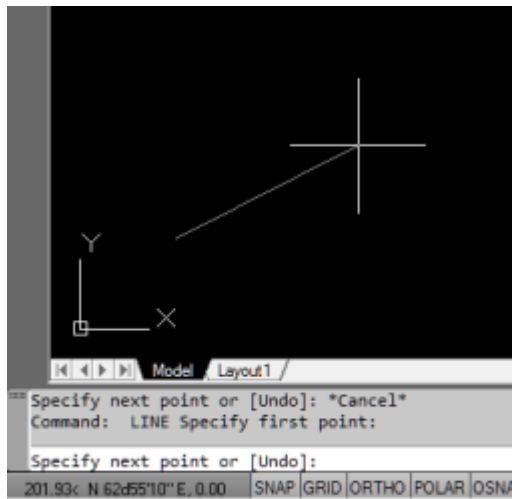 Y
X
Model Layout1
Specify next point or [Undo]: *Cancel*
Command: LINE Specify first point:
Specify next point or [Undo]:
201.93< N 62d55'10" E, 0.00 SNAP GRID ORTHO POLAR OSNA